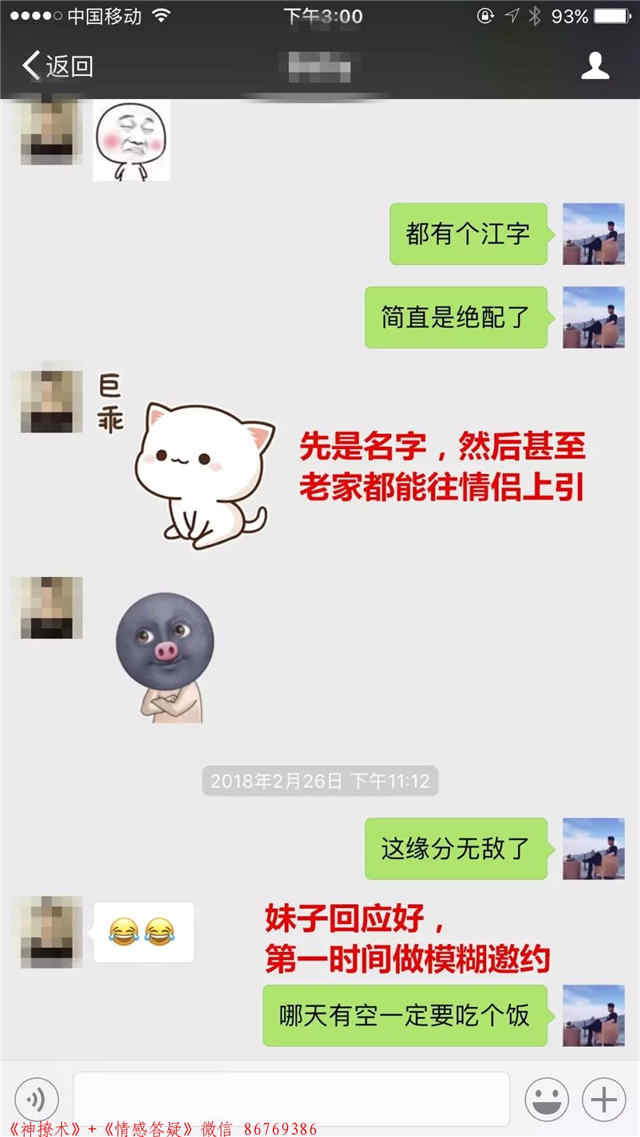 中国移动
下午3:00
93%
返回
都有个江字
简直是绝配了
巨
乖
先是名字，然后甚至
老家都能往情侣上引
2018年2月26日 下午11:12
这缘分无敌了
妹子回应好，
第一时间做模糊邀约
哪天有空一定要吃个饭
《神撩术》+《情感答疑》微信 86769386